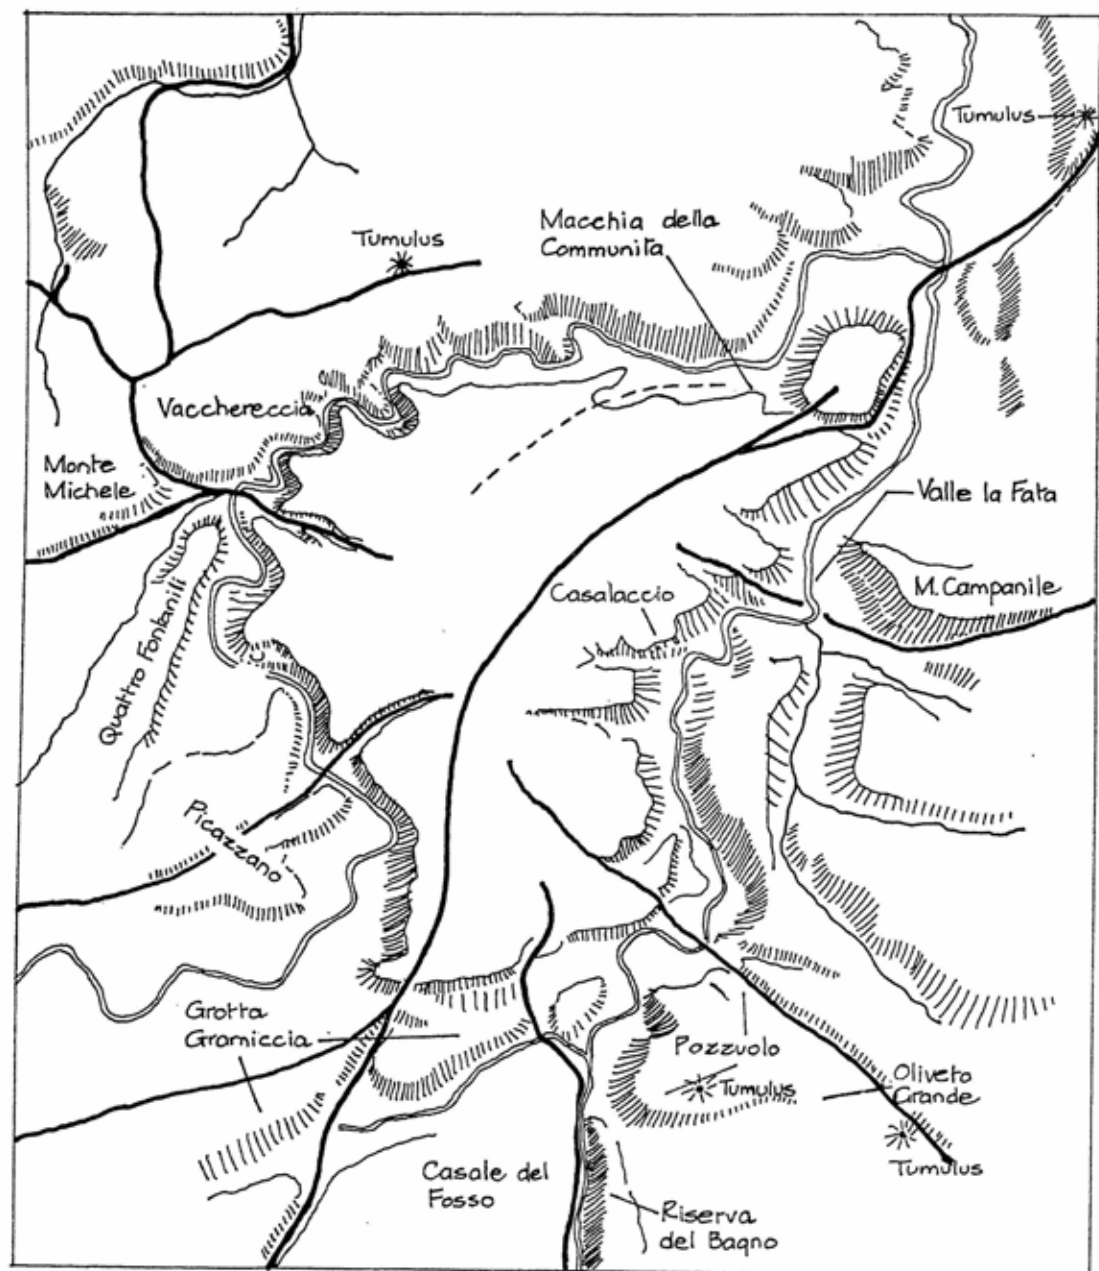 Tumulus
Macchia della
Communita
Tumulus
Vacchereccia
Monte
Michele
Valle la Fata
Casalaccio
M. Campanile
Quattro Fontanili
Picazzano
Grotta
Gramiccia
Pozzuolo
Tumulus
Oliveto
Grande
Tumulus
Casale del
Fosso
Riserva
del Bagno